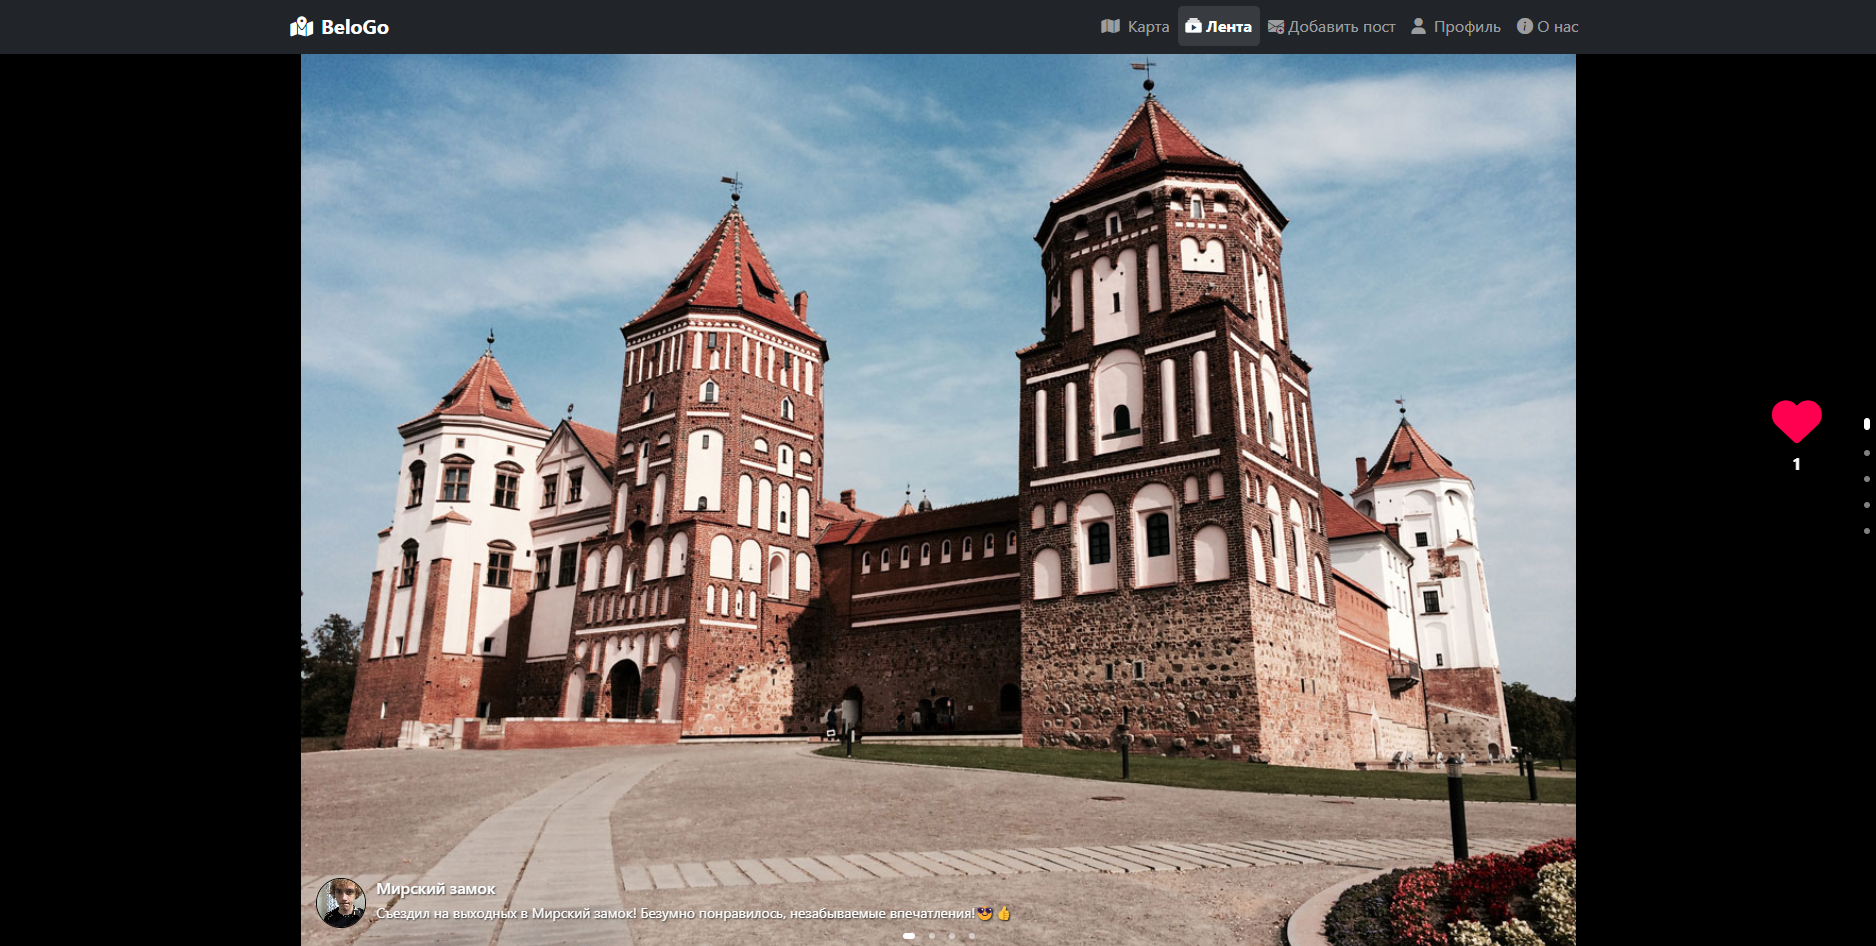 BeloGo
Карта
Лента
Добавить пост
Профиль
О нас
1
Мирский замок
Съездил на выходных в Мирский замок! Безумно понравилось, незабываемые впечатления!😎👍